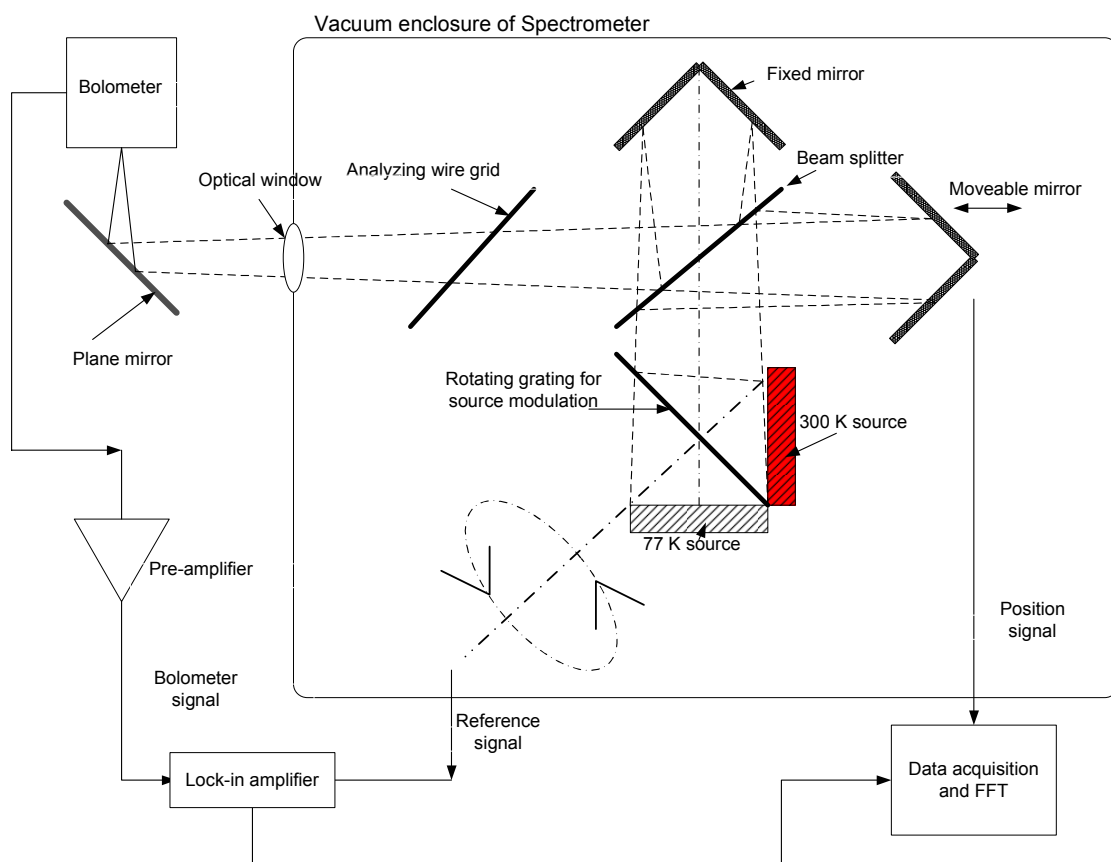 Vacuum enclosure of Spectrometer
Bolometer
Fixed mirror
Beam splitter
Analyzing wire grid
Optical
window
Moveable mirror
Plane mirror
Rotating grating for
source modulation
300 K source
77 K source
Pre-amplifier
Position
signal
Bolometer
signal
Reference
signal
Lock-in amplifier
Data acquisition
and FFT